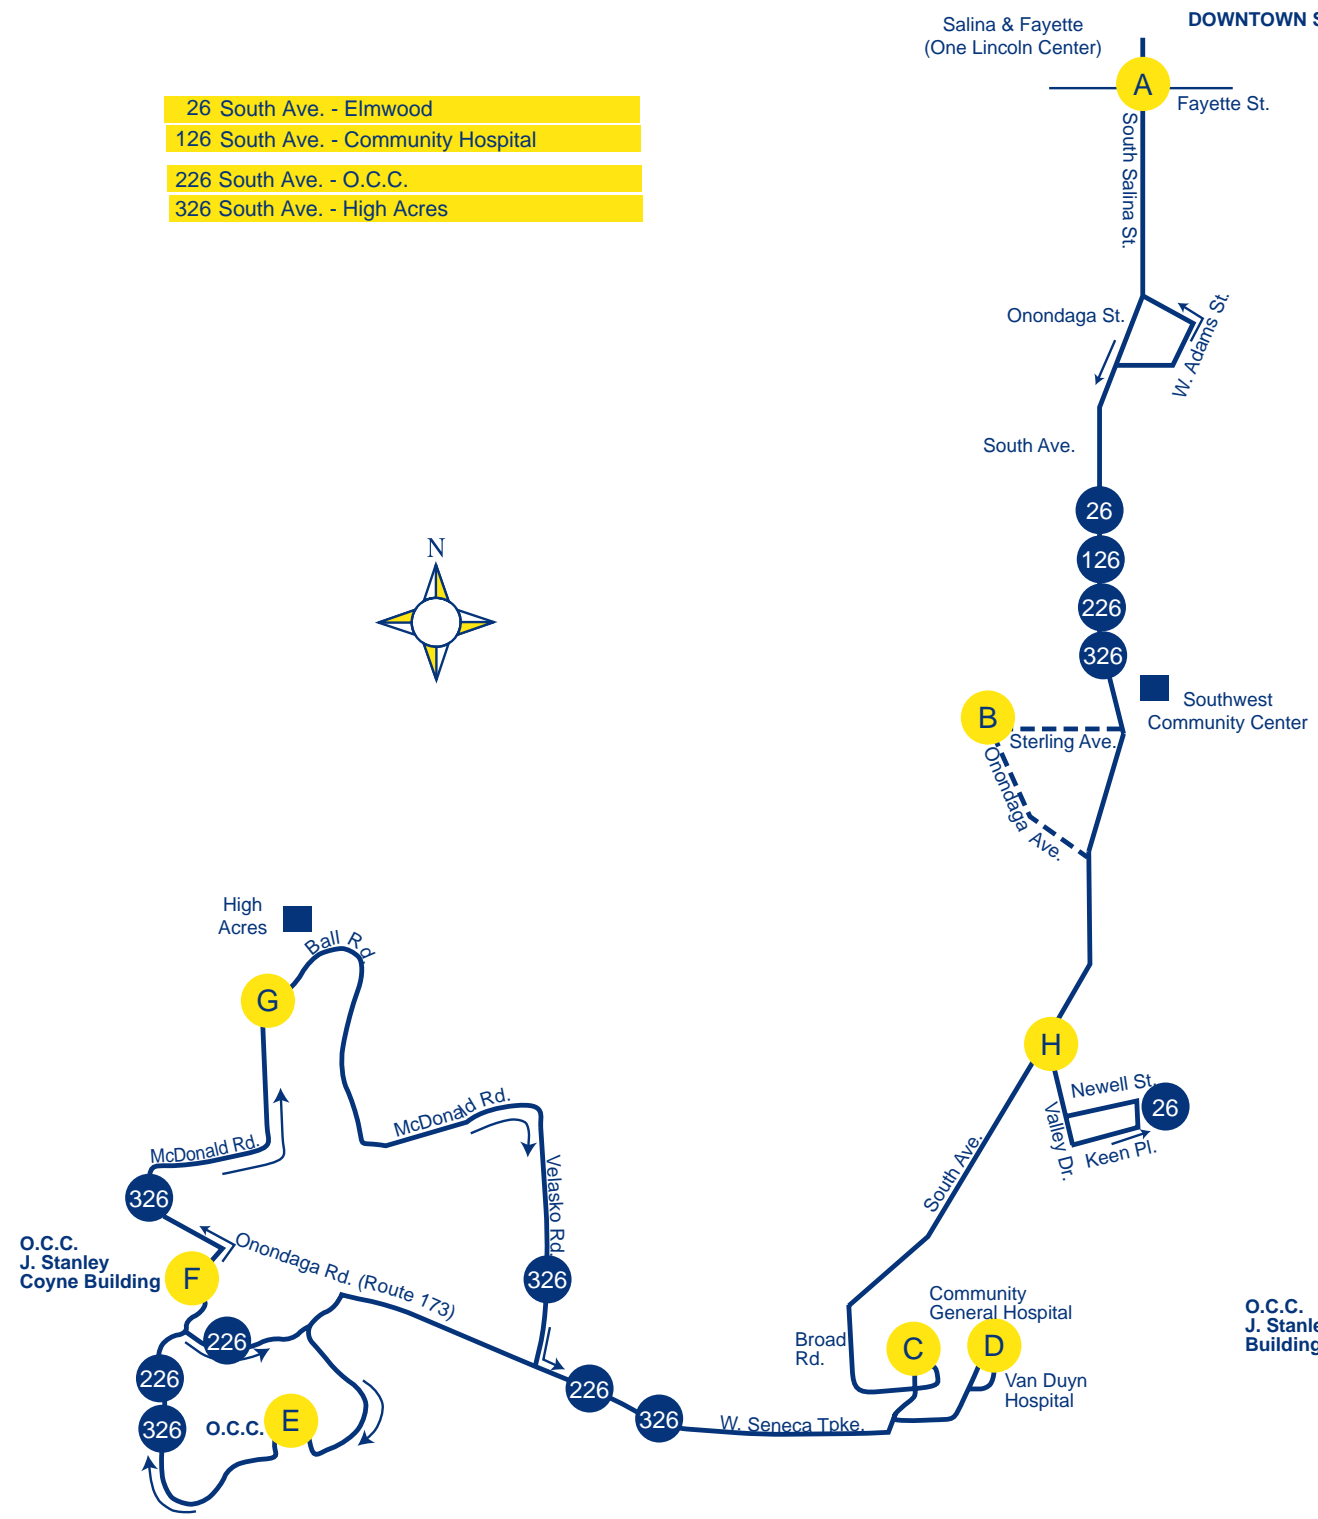 DOWNTOWN S
Salina & Fayette
(One Lincoln Center)
A
Fayette St.
26 South Ave. - Elmwood
126 South Ave. - Community Hospital
226 South Ave. - O.C.C.
326 South Ave. - High Acres
South Salina St.
Onondaga St.
W. Adams St.
South Ave.
26
126
226
326
N
Southwest
Community Center
B
Sterling Ave.
Onondaga Ave.
High
Acres
Ball Rd.
G
H
Newell St.
26
Valley Dr.
Keen Pl.
McDonald Rd.
McDonald Rd.
Velasko Rd.
South Ave.
326
O.C.C.
J. Stanley
Coyne Building
F
Onondaga Rd. (Route 173)
326
Community
General Hospital
O.C.C.
J. Stanle
Building
226
Broad
Rd.
C
D
226
226
Van Duyn
Hospital
326
O.C.C.
E
326
W. Seneca Tpke.